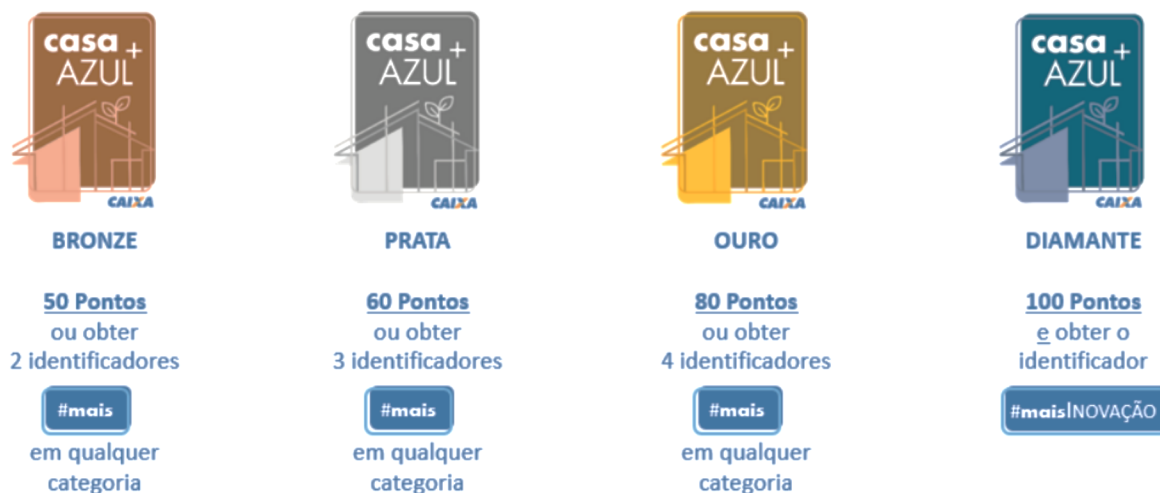 casa +
AZUL
CAIXA
BRONZE
50 Pontos
ou obter
2 identificadores
#mais
em qualquer
categoria
casa +
AZUL
CAIXA
PRATA
60 Pontos
ou obter
3 identificadores
#mais
em qualquer
categoria
casa +
AZUL
CAIXA
OURO
80 Pontos
ou obter
4 identificadores
#mais
em qualquer
categoria
casa +
AZUL
CAIXA
DIAMANTE
100 Pontos
e obter o
identificador
#maisINOVAÇÃO